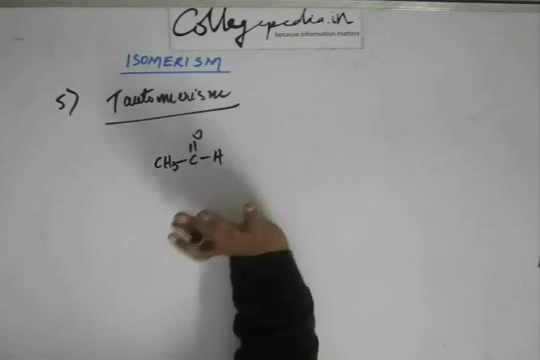 Collegepedia.in
because information matters
ISOMERISM
5) Tautomerism
O
||
CH3-C-H